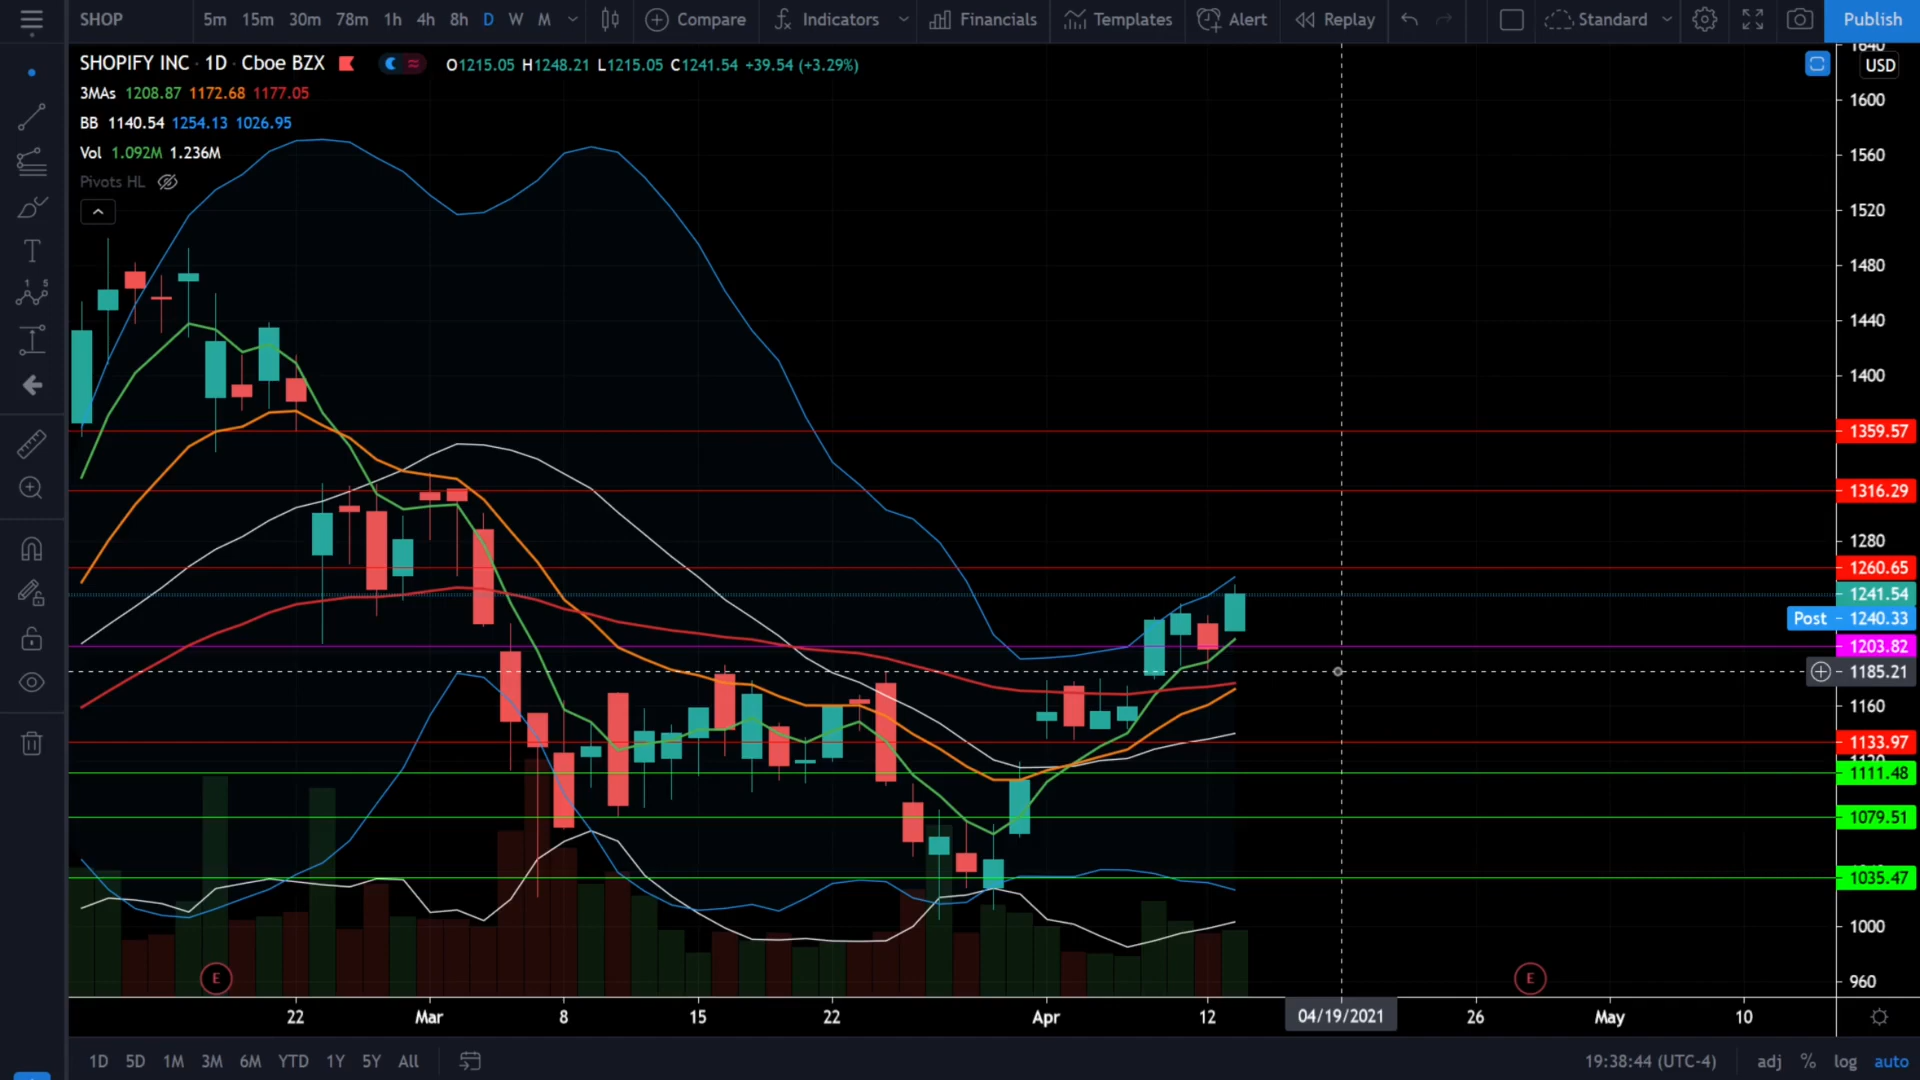 SHOP 5m 15m 30m 78m 1h 4h 8h D W M Compare Indicators Financials Templates Alert Replay Standard Publish
SHOPIFY INC · 1D · Cboe BZX O1215.05 H1248.21 L1215.05 C1241.54 +39.54 (+3.29%)
3MAs 1208.87 1172.68 1177.05
BB 1140.54 1254.13 1026.95
Vol 1.092M 1.236M
Pivots HL
1640
USD
1600
1560
1520
1480
1440
1400
1359.57
1316.29
1280
1260.65
1241.54
Post 1240.33
1203.82
1185.21
1160
1133.97
1111.48
1079.51
1035.47
1000
960
E E
22 Mar 8 15 22 Apr 12 04/19/2021 26 May 10
1D 5D 1M 3M 6M YTD 1Y 5Y All 19:38:44 (UTC-4) adj % log auto